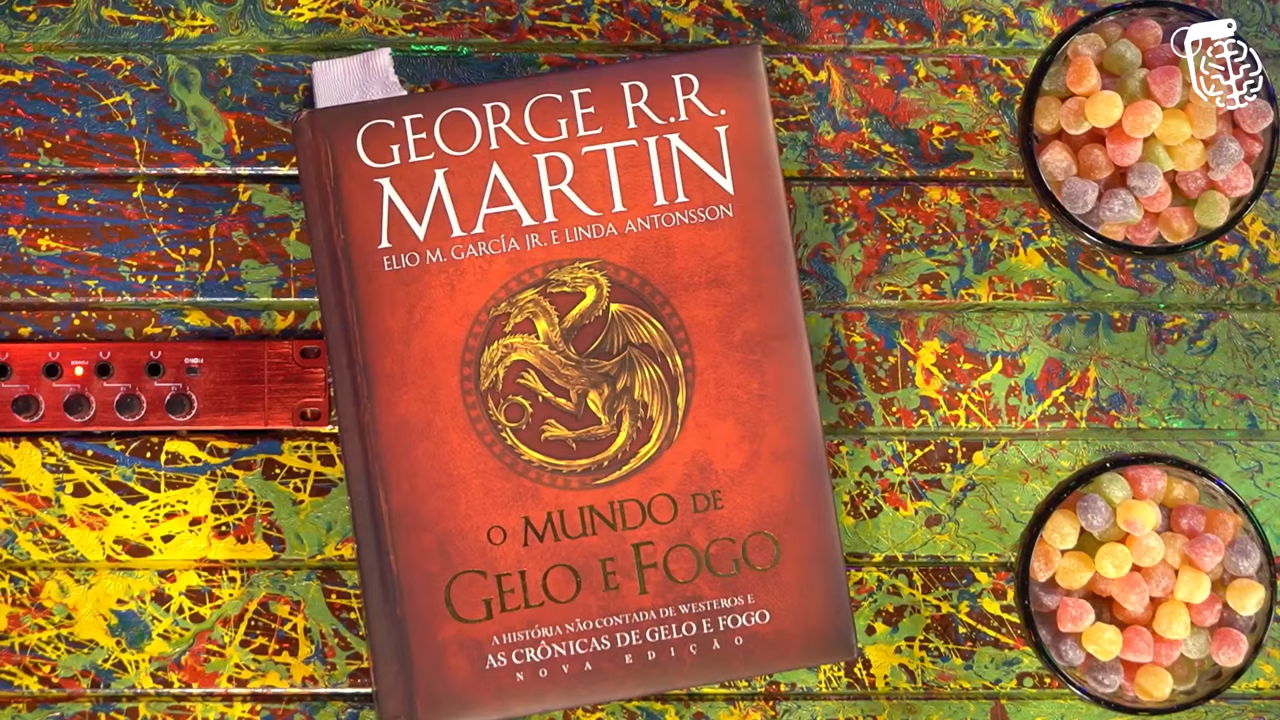 GEORGE R.R.
MARTIN
ELIO M. GARCÍA JR. E LINDA ANTONSSON
O MUNDO DE
GELO E FOGO
A HISTÓRIA NÃO CONTADA DE WESTEROS E
AS CRÔNICAS DE GELO E FOGO
NOVA EDIÇÃO
POWER